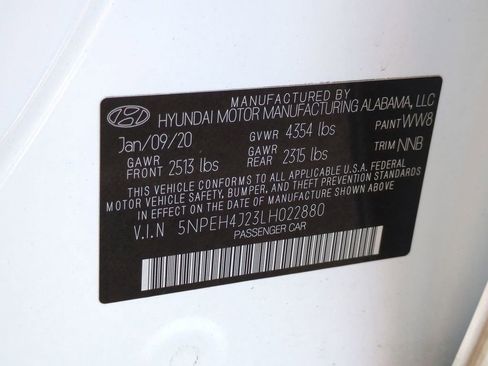 MANUFACTURED BY
HYUNDAI MOTOR MANUFACTURING ALABAMA, LLC
Jan/09/20 GVWR 4354 lbs PAINT WW8
GAWR FRONT 2513 lbs GAWR REAR 2315 lbs TRIM NNB
THIS VEHICLE CONFORMS TO ALL APPLICABLE U.S.A. FEDERAL
MOTOR VEHICLE SAFETY, BUMPER, AND THEFT PREVENTION STANDARDS
IN EFFECT ON THE DATE OF MANUFACTURE SHOWN ABOVE.
V.I.N 5NPEH4J23LH022880
PASSENGER CAR